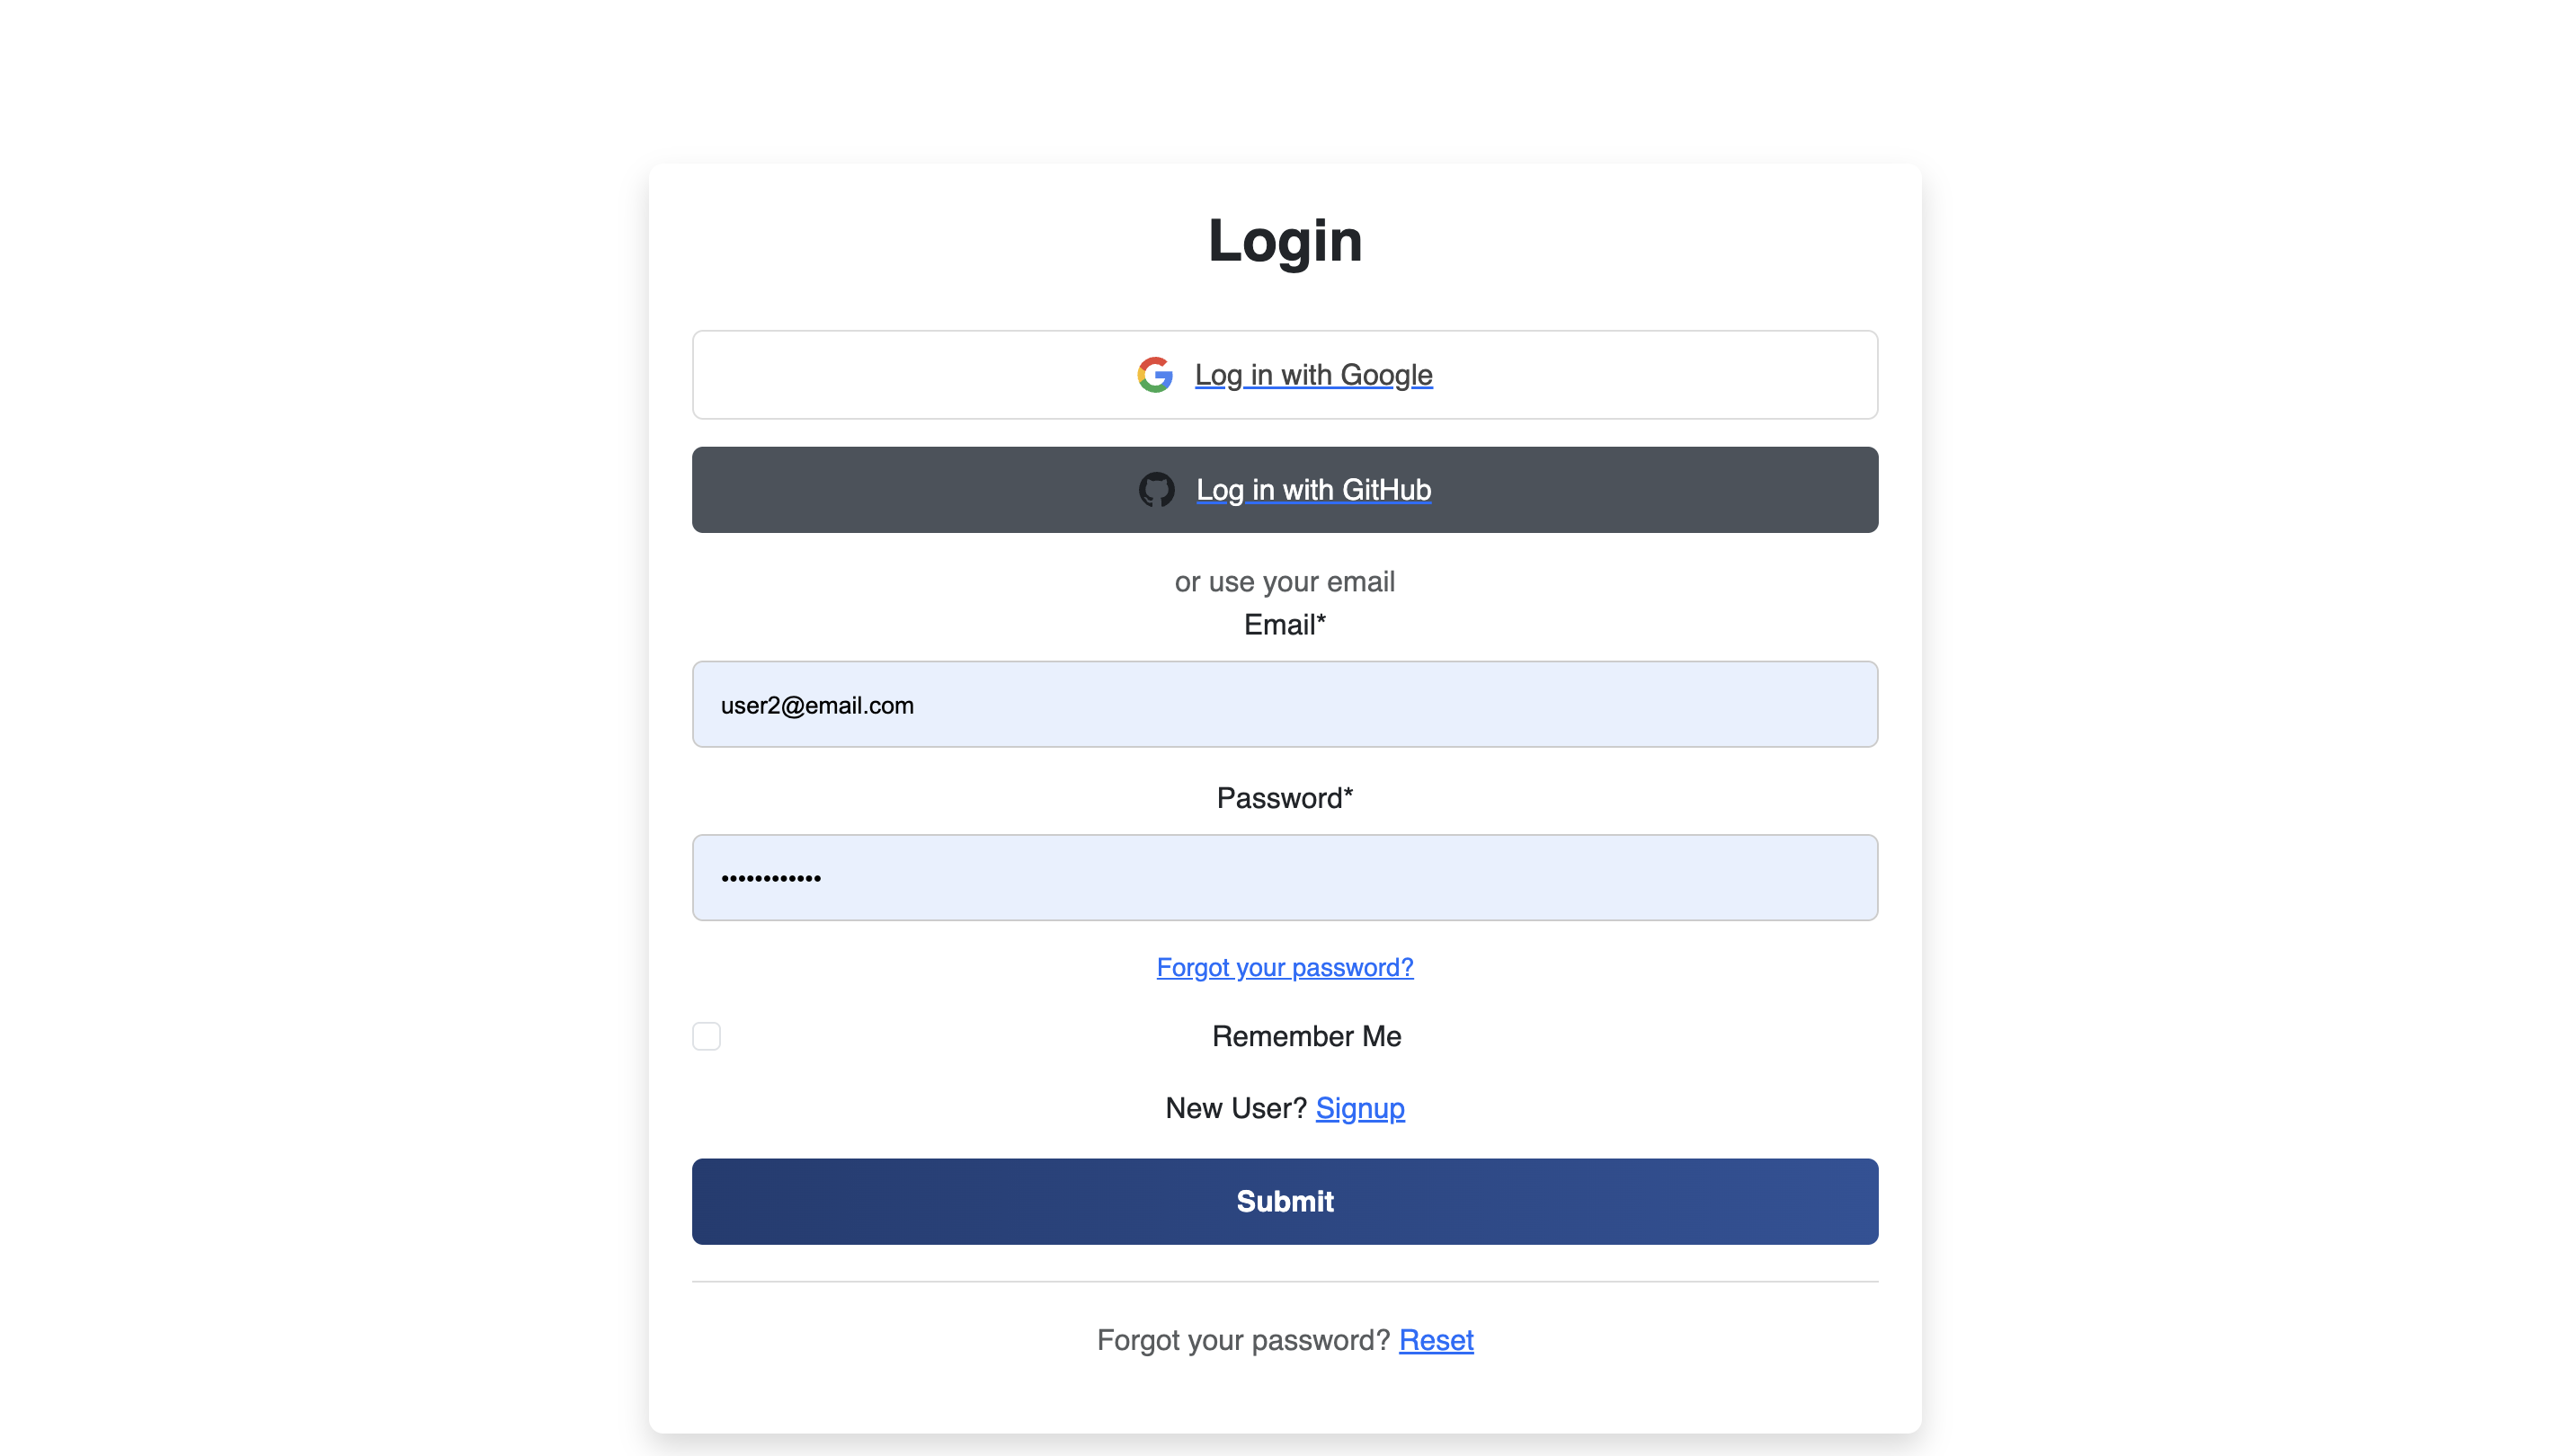 Login
Log in with Google
Log in with GitHub
or use your email
Email*
user2@email.com
Password*
••••••••••••
Forgot your password?
Remember Me
New User? Signup
Submit
Forgot your password? Reset